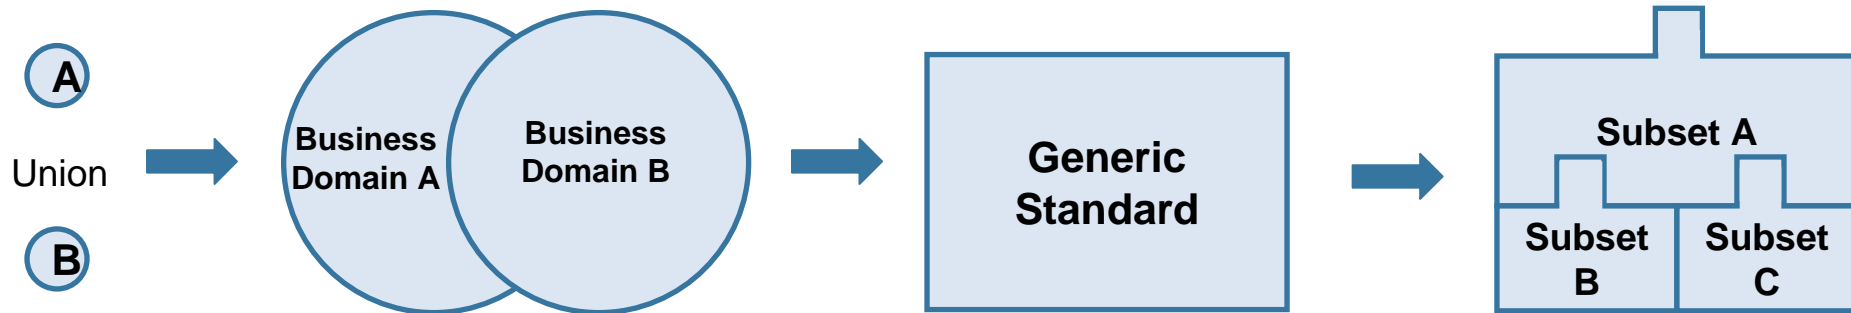 A
Union
B
Business
Domain A
Business
Domain B
Generic
Standard
Subset A
Subset
B
Subset
C